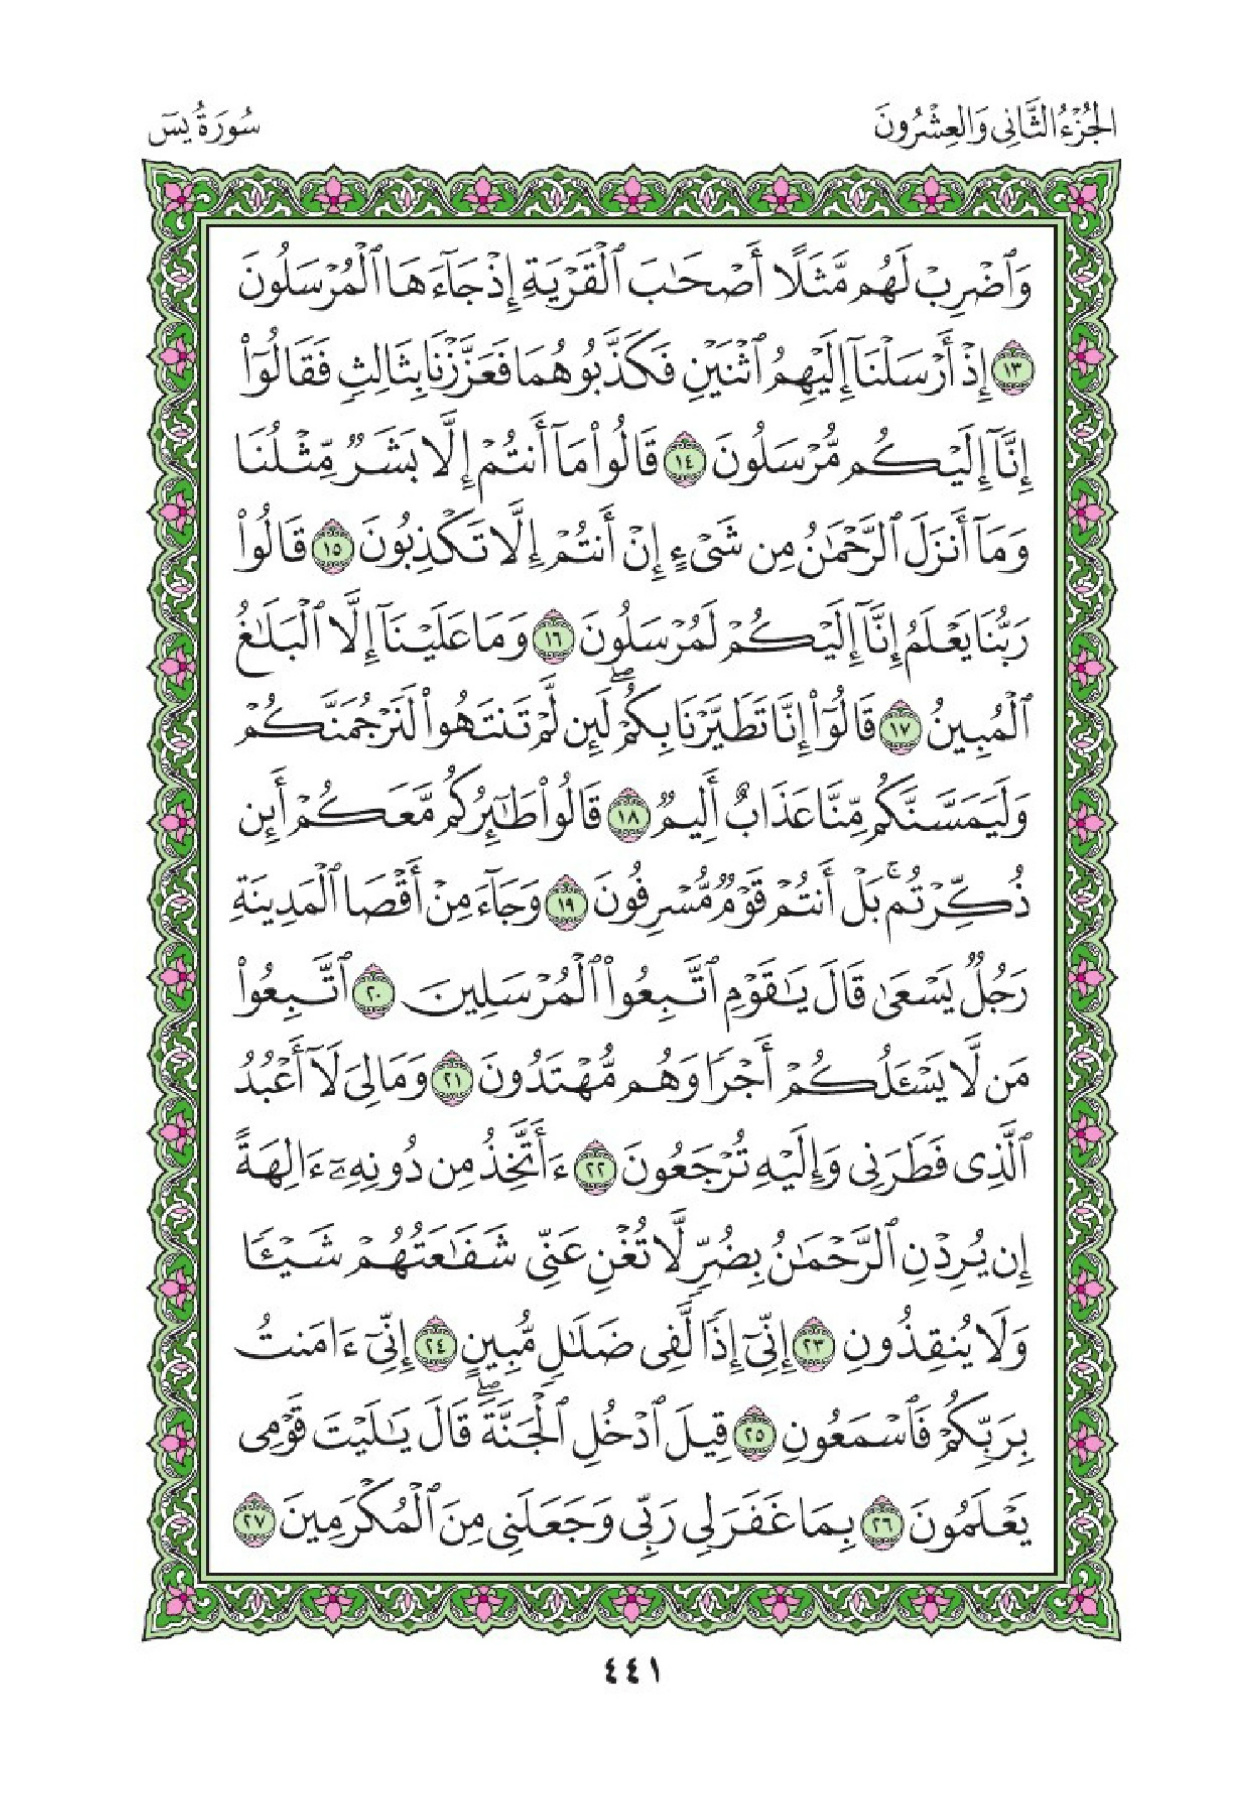 الجُزْءُ الثَّانِي وَالعِشْرُونَ
سُورَةُ يسٓ
وَٱضْرِبْ لَهُم مَّثَلًا أَصْحَٰبَ ٱلْقَرْيَةِ إِذْ جَآءَهَا ٱلْمُرْسَلُونَ
١٣ إِذْ أَرْسَلْنَآ إِلَيْهِمُ ٱثْنَيْنِ فَكَذَّبُوهُمَا فَعَزَّزْنَا بِثَالِثٍ فَقَالُوٓا۟
إِنَّآ إِلَيْكُم مُّرْسَلُونَ ١٤ قَالُوا۟ مَآ أَنتُمْ إِلَّا بَشَرٌ مِّثْلُنَا
وَمَآ أَنزَلَ ٱلرَّحْمَٰنُ مِن شَىْءٍ إِنْ أَنتُمْ إِلَّا تَكْذِبُونَ ١٥ قَالُوا۟
رَبُّنَا يَعْلَمُ إِنَّآ إِلَيْكُمْ لَمُرْسَلُونَ ١٦ وَمَا عَلَيْنَآ إِلَّا ٱلْبَلَٰغُ
ٱلْمُبِينُ ١٧ قَالُوٓا۟ إِنَّا تَطَيَّرْنَا بِكُمْ ۖ لَئِن لَّمْ تَنتَهُوا۟ لَنَرْجُمَنَّكُمْ
وَلَيَمَسَّنَّكُم مِّنَّا عَذَابٌ أَلِيمٌ ١٨ قَالُوا۟ طَٰٓئِرُكُم مَّعَكُمْ أَئِن
ذُكِّرْتُم ۚ بَلْ أَنتُمْ قَوْمٌ مُّسْرِفُونَ ١٩ وَجَآءَ مِنْ أَقْصَا ٱلْمَدِينَةِ
رَجُلٌ يَسْعَىٰ قَالَ يَٰقَوْمِ ٱتَّبِعُوا۟ ٱلْمُرْسَلِينَ ٢٠ ٱتَّبِعُوا۟
مَن لَّا يَسْـَٔلُكُمْ أَجْرًا وَهُم مُّهْتَدُونَ ٢١ وَمَا لِىَ لَآ أَعْبُدُ
ٱلَّذِى فَطَرَنِى وَإِلَيْهِ تُرْجَعُونَ ٢٢ ءَأَتَّخِذُ مِن دُونِهِۦٓ ءَالِهَةً
إِن يُرِدْنِ ٱلرَّحْمَٰنُ بِضُرٍّ لَّا تُغْنِ عَنِّى شَفَٰعَتُهُمْ شَيْـًٔا
وَلَا يُنقِذُونِ ٢٣ إِنِّىٓ إِذًا لَّفِى ضَلَٰلٍ مُّبِينٍ ٢٤ إِنِّىٓ ءَامَنتُ
بِرَبِّكُمْ فَٱسْمَعُونِ ٢٥ قِيلَ ٱدْخُلِ ٱلْجَنَّةَ ۖ قَالَ يَٰلَيْتَ قَوْمِى
يَعْلَمُونَ ٢٦ بِمَا غَفَرَ لِى رَبِّى وَجَعَلَنِى مِنَ ٱلْمُكْرَمِينَ ٢٧
٤٤١